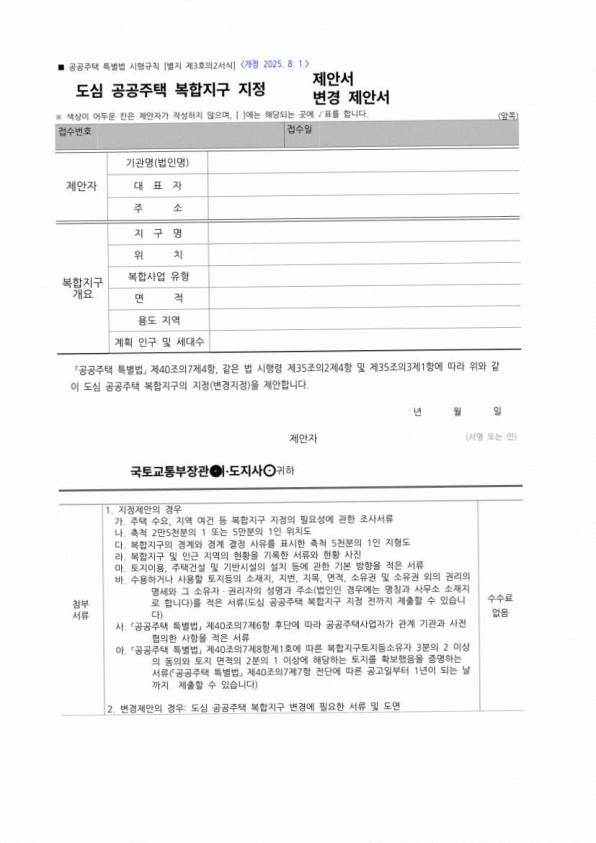 ■ 공공주택 특별법 시행규칙 [별지 제3호의2서식] <개정 2025. 8. 1.>
도심 공공주택 복합지구 지정
제안서
변경 제안서
※ 색상이 어두운 칸은 제안자가 작성하지 않으며, [ ]에는 해당되는 곳에 √표를 합니다.
(앞쪽)
접수번호 접수일
제안자
기관명(법인명)
대 표 자
주 소
복합지구
개요
지 구 명
위 치
복합사업 유형
면 적
용도 지역
계획 인구 및 세대수
「공공주택 특별법」 제40조의7제4항, 같은 법 시행령 제35조의2제4항 및 제35조의3제1항에 따라 위와 같
이 도심 공공주택 복합지구의 지정(변경지정)을 제안합니다.
년 월 일
제안자 (서명 또는 인)
국토교통부장관 ·도지사 귀하
첨부
서류
1. 지정제안의 경우
가. 주택 수요, 지역 여건 등 복합지구 지정의 필요성에 관한 조사서류
나. 축척 2만5천분의 1 또는 5만분의 1인 위치도
다. 복합지구의 경계와 경계 결정 사유를 표시한 축척 5천분의 1인 지형도
라. 복합지구 및 인근 지역의 현황을 기록한 서류와 현황 사진
마. 토지이용, 주택건설 및 기반시설의 설치 등에 관한 기본 방향을 적은 서류
바. 수용하거나 사용할 토지등의 소재지, 지번, 지목, 면적, 소유권 및 소유권 외의 권리의
명세와 그 소유자ㆍ권리자의 성명과 주소(법인인 경우에는 명칭과 사무소 소재지
로 합니다)를 적은 서류(도심 공공주택 복합지구 지정 전까지 제출할 수 있습니
다)
사. 「공공주택 특별법」 제40조의7제6항 후단에 따라 공공주택사업자가 관계 기관과 사전
협의한 사항을 적은 서류
아. 「공공주택 특별법」 제40조의7제8항제1호에 따른 복합지구토지등소유자 3분의 2 이상
의 동의와 토지 면적의 2분의 1 이상에 해당하는 토지를 확보했음을 증명하는
서류(「공공주택 특별법」 제40조의7제7항 전단에 따른 공고일부터 1년이 되는 날
까지 제출할 수 있습니다)
2. 변경제안의 경우: 도심 공공주택 복합지구 변경에 필요한 서류 및 도면
수수료
없음